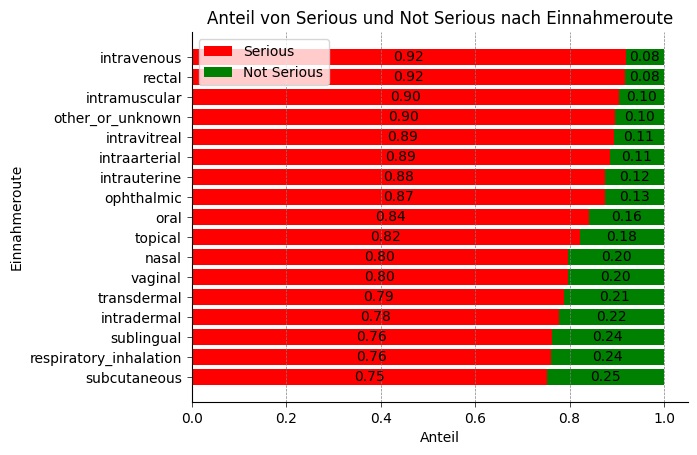 Anteil von Serious und Not Serious nach Einnahmeroute
Serious
Not Serious
Einnahmeroute
intravenous 0.92 0.08
rectal 0.92 0.08
intramuscular 0.90 0.10
other_or_unknown 0.90 0.10
intravitreal 0.89 0.11
intraarterial 0.89 0.11
intrauterine 0.88 0.12
ophthalmic 0.87 0.13
oral 0.84 0.16
topical 0.82 0.18
nasal 0.80 0.20
vaginal 0.80 0.20
transdermal 0.79 0.21
intradermal 0.78 0.22
sublingual 0.76 0.24
respiratory_inhalation 0.76 0.24
subcutaneous 0.75 0.25
0.0 0.2 0.4 0.6 0.8 1.0
Anteil